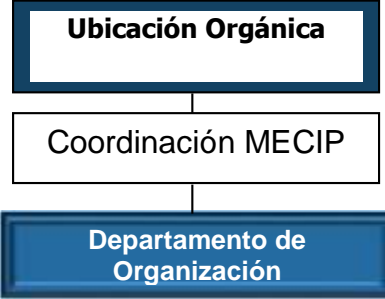 Ubicación Orgánica
Coordinación MECIP
Departamento de
Organización